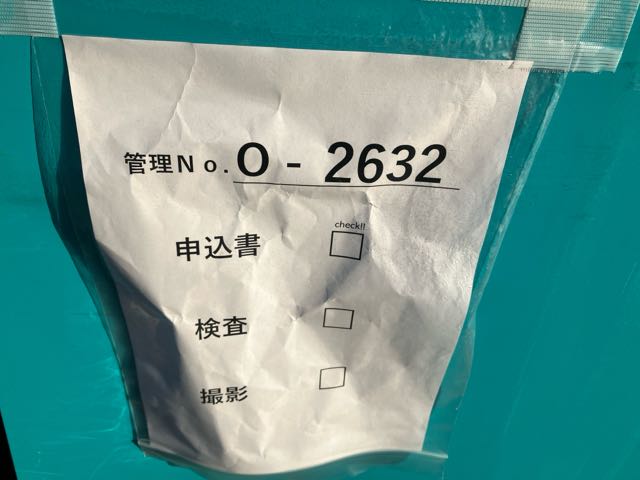 管理No. O - 2632
check!!
申込書 □
検査 □
撮影 □